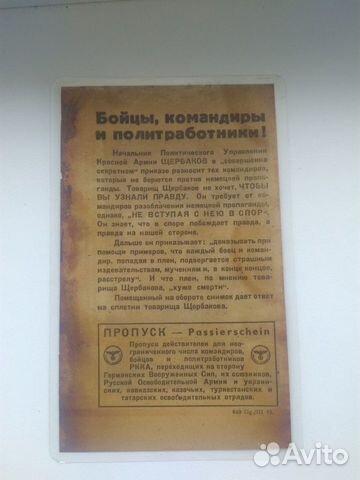 Бойцы, командиры
и политработники!
Начальник Политического Управления
Красной Армии ЩЕРБАКОВ в „совершенно
секретном" приказе разносит тех командиров,
которые не борются против немецкой пропа-
ганды. Товарищ Щербаков не хочет, ЧТОБЫ
ВЫ УЗНАЛИ ПРАВДУ. Он требует от ко-
мандиров разоблачения немецкой пропаганды,
однако, „НЕ ВСТУПАЯ С НЕЮ В СПОР".
Он знает, что в споре побеждает правда, а
правда на нашей стороне.
Дальше он приказывает: „доказывать при
помощи примеров, что каждый боец и коман-
дир, попадая в плен, подвергается страшным
издевательствам, мучениям и, в конце концов,
расстрелу". И что плен, по мнению това-
рища Щербакова, „хуже смерти".
Помещенный на обороте снимок дает ответ
на сплетни товарища Щербакова.
ПРОПУСК — Passierschein
Пропуск действителен для нео-
граниченного числа командиров,
бойцов и политработников
РККА, переходящих на сторону
Германских Вооруженных Сил, их союзников,
Русской Освободительной Армии и украин-
ских, кавказских, казачьих, туркестанских и
татарских освободительных отрядов.
Avito